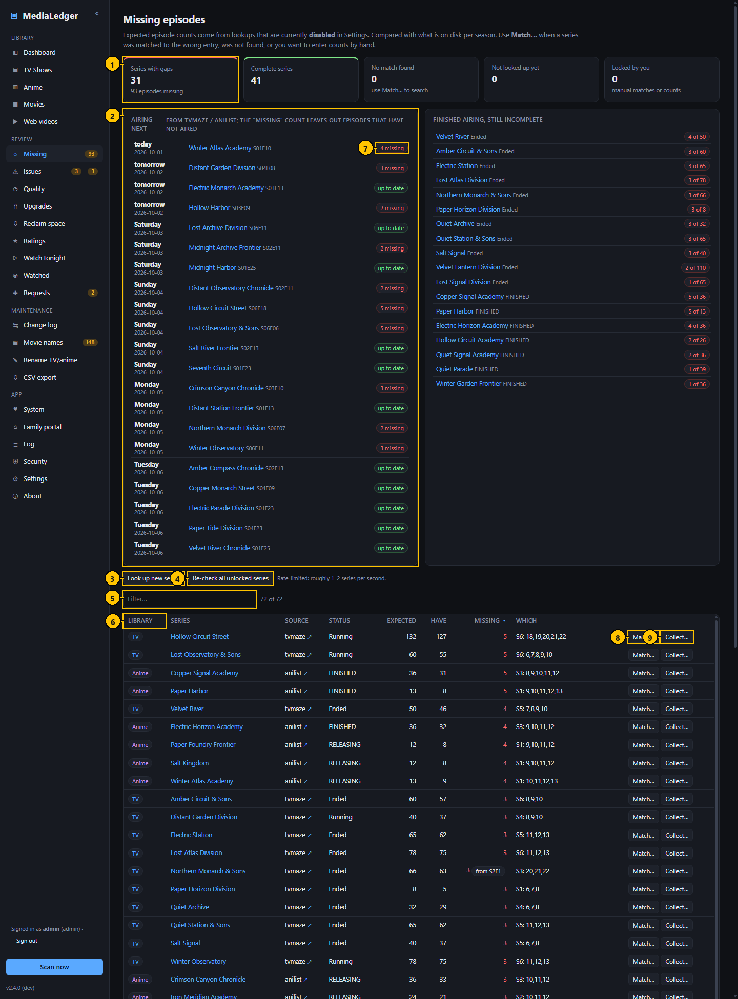 MediaLedger «
LIBRARY
Dashboard
TV Shows
Anime
Movies
Web videos
REVIEW
Missing 93
Issues 3 3
Quality
Upgrades
Reclaim space
Ratings
Watch tonight
Watched
Requests 2
MAINTENANCE
Change log
Movie names 148
Rename TV/anime
CSV export
APP
System
Family portal
Log
Security
Settings
About
Signed in as admin (admin) ·
Sign out
Scan now
v2.4.0 (dev)
Missing episodes
Expected episode counts come from lookups that are currently disabled in Settings. Compared with what is on disk per season. Use Match... when a series
was matched to the wrong entry, was not found, or you want to enter counts by hand.
1
Series with gaps
31
93 episodes missing
Complete series
41
No match found
0
use Match... to search
Not looked up yet
0
Locked by you
0
manual matches or counts
2
AIRING NEXT
FROM TVMAZE / ANILIST; THE "MISSING" COUNT LEAVES OUT EPISODES THAT HAVE
NOT AIRED
today
2026-10-01
Winter Atlas Academy S01E10
7
4 missing
tomorrow
2026-10-02
Distant Garden Division S04E08
3 missing
tomorrow
2026-10-02
Electric Monarch Academy S03E13
up to date
tomorrow
2026-10-02
Hollow Harbor S03E09
2 missing
Saturday
2026-10-03
Lost Archive Division S06E11
up to date
Saturday
2026-10-03
Midnight Archive Frontier S02E11
2 missing
Saturday
2026-10-03
Midnight Harbor S01E25
up to date
Sunday
2026-10-04
Distant Observatory Chronicle S02E11
2 missing
Sunday
2026-10-04
Hollow Circuit Street S06E18
5 missing
Sunday
2026-10-04
Lost Observatory & Sons S06E06
5 missing
Sunday
2026-10-04
Salt River Frontier S02E13
up to date
Sunday
2026-10-04
Seventh Circuit S01E23
up to date
Monday
2026-10-05
Crimson Canyon Chronicle S03E10
3 missing
Monday
2026-10-05
Distant Station Frontier S01E13
up to date
Monday
2026-10-05
Northern Monarch Division S06E07
2 missing
Monday
2026-10-05
Winter Observatory S06E11
3 missing
Tuesday
2026-10-06
Amber Compass Chronicle S02E13
up to date
Tuesday
2026-10-06
Copper Monarch Street S04E09
up to date
Tuesday
2026-10-06
Electric Parade Division S01E23
up to date
Tuesday
2026-10-06
Paper Tide Division S04E23
up to date
Tuesday
2026-10-06
Velvet River Chronicle S01E25
up to date
FINISHED AIRING, STILL INCOMPLETE
Velvet River Ended 4 of 50
Amber Circuit & Sons Ended 3 of 60
Electric Station Ended 3 of 65
Lost Atlas Division Ended 3 of 78
Northern Monarch & Sons Ended 3 of 66
Paper Horizon Division Ended 3 of 8
Quiet Archive Ended 3 of 32
Quiet Station & Sons Ended 3 of 65
Salt Signal Ended 3 of 40
Velvet Lantern Division Ended 2 of 110
Lost Signal Division Ended 1 of 65
Copper Signal Academy FINISHED 5 of 36
Paper Harbor FINISHED 5 of 13
Electric Horizon Academy FINISHED 4 of 36
Hollow Circuit Academy FINISHED 2 of 26
Quiet Signal Academy FINISHED 2 of 36
Quiet Parade FINISHED 1 of 39
Winter Garden Frontier FINISHED 1 of 36
3 Look up new se 4 Re-check all unlocked series Rate-limited: roughly 1–2 series per second.
5 Filter... 72 of 72
6 LIBRARY SERIES SOURCE STATUS EXPECTED HAVE MISSING WHICH
TV Hollow Circuit Street tvmaze ↗ Running 132 127 5 S6: 18,19,20,21,22 8 Ma 9 Collect...
TV Lost Observatory & Sons tvmaze ↗ Running 60 55 5 S6: 6,7,8,9,10 Match... Collect...
Anime Copper Signal Academy anilist ↗ FINISHED 36 31 5 S3: 8,9,10,11,12 Match... Collect...
Anime Paper Harbor anilist ↗ FINISHED 13 8 5 S1: 9,10,11,12,13 Match... Collect...
TV Velvet River tvmaze ↗ Ended 50 46 4 S5: 7,8,9,10 Match... Collect...
Anime Electric Horizon Academy anilist ↗ FINISHED 36 32 4 S3: 9,10,11,12 Match... Collect...
Anime Paper Foundry Frontier anilist ↗ RELEASING 12 8 4 S1: 9,10,11,12 Match... Collect...
Anime Salt Kingdom anilist ↗ RELEASING 12 8 4 S1: 9,10,11,12 Match... Collect...
Anime Winter Atlas Academy anilist ↗ RELEASING 13 9 4 S1: 10,11,12,13 Match... Collect...
TV Amber Circuit & Sons tvmaze ↗ Ended 60 57 3 S6: 8,9,10 Match... Collect...
TV Distant Garden Division tvmaze ↗ Running 40 37 3 S4: 8,9,10 Match... Collect...
TV Electric Station tvmaze ↗ Ended 65 62 3 S5: 11,12,13 Match... Collect...
TV Lost Atlas Division tvmaze ↗ Ended 78 75 3 S6: 11,12,13 Match... Collect...
TV Northern Monarch & Sons tvmaze ↗ Ended 66 63 3 from S2E1 S3: 20,21,22 Match... Collect...
TV Paper Horizon Division tvmaze ↗ Ended 8 5 3 S1: 6,7,8 Match... Collect...
TV Quiet Archive tvmaze ↗ Ended 32 29 3 S4: 6,7,8 Match... Collect...
TV Quiet Station & Sons tvmaze ↗ Ended 65 62 3 S5: 11,12,13 Match... Collect...
TV Salt Signal tvmaze ↗ Ended 40 37 3 S5: 6,7,8 Match... Collect...
TV Winter Observatory tvmaze ↗ Running 78 75 3 S6: 11,12,13 Match... Collect...
Anime Crimson Canyon Chronicle anilist ↗ RELEASING 36 33 3 S3: 10,11,12 Match... Collect...
Anime Iron Meridian Academy anilist ↗ RELEASING 24 21 3 S2: 10,11,12 Match... Collect...